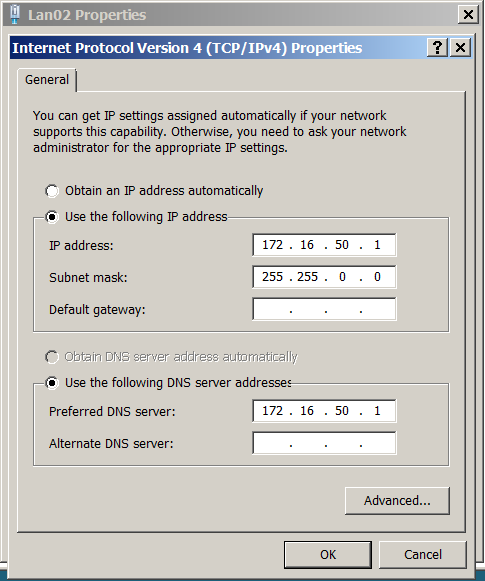 Lan02 Properties
Internet Protocol Version 4 (TCP/IPv4) Properties
General
You can get IP settings assigned automatically if your network
supports this capability. Otherwise, you need to ask your network
administrator for the appropriate IP settings.
Obtain an IP address automatically
Use the following IP address
IP address: 172 . 16 . 50 . 1
Subnet mask: 255 . 255 . 0 . 0
Default gateway: . . .
Obtain DNS server address automatically
Use the following DNS server addresses
Preferred DNS server: 172 . 16 . 50 . 1
Alternate DNS server: . . .
Advanced...
OK Cancel